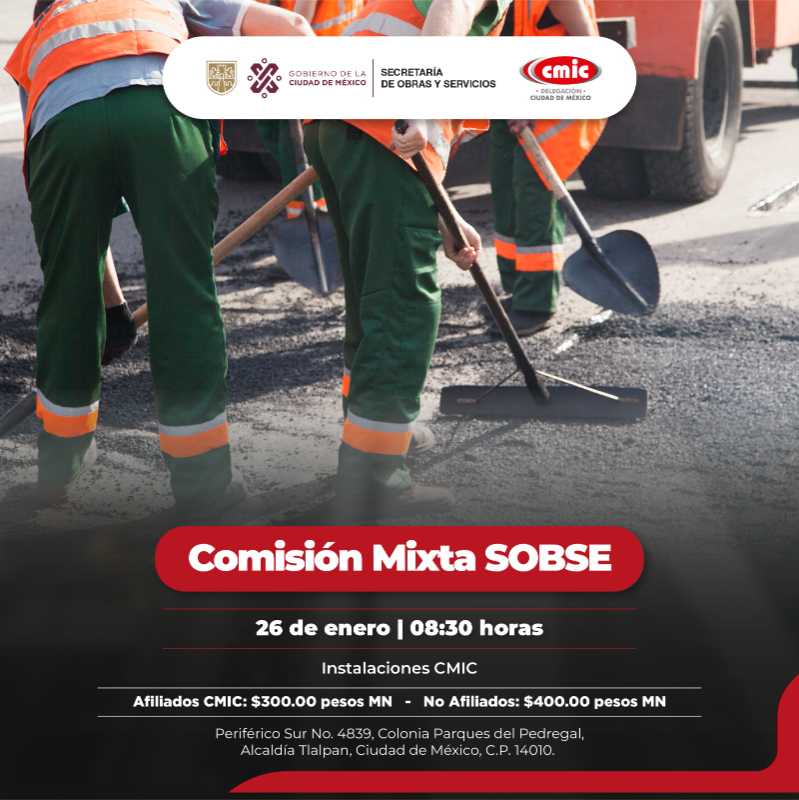 GOBIERNO DE LA
CIUDAD DE MÉXICO
SECRETARÍA
DE OBRAS Y SERVICIOS
cmic
• DELEGACIÓN •
CIUDAD DE MÉXICO
Comisión Mixta SOBSE
26 de enero | 08:30 horas
Instalaciones CMIC
Afiliados CMIC: $300.00 pesos MN - No Afiliados: $400.00 pesos MN
Periférico Sur No. 4839, Colonia Parques del Pedregal,
Alcaldía Tlalpan, Ciudad de México, C.P. 14010.